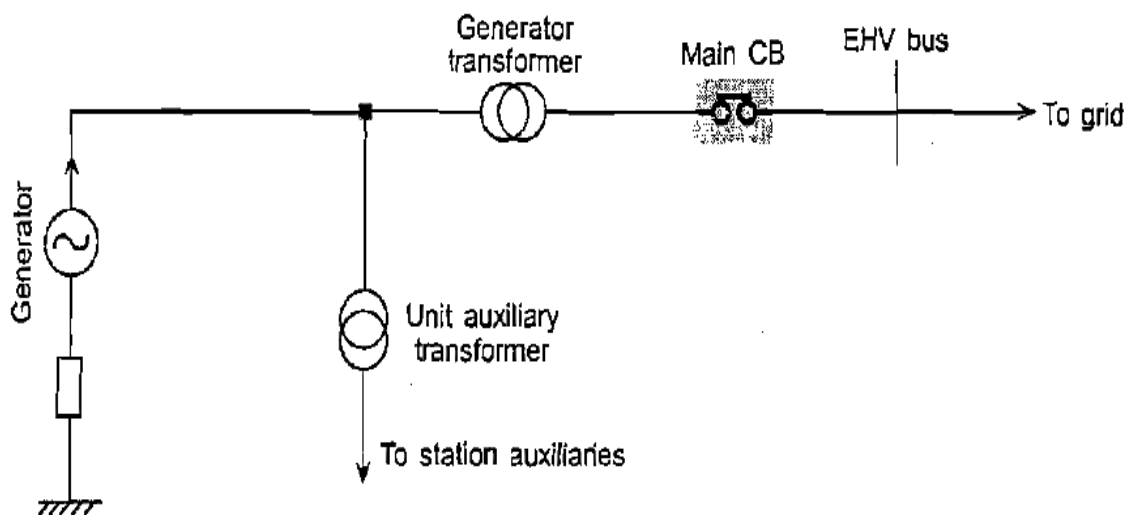 Generator
transformer
Main CB
EHV bus
To grid
Generator
Unit auxiliary
transformer
To station auxiliaries